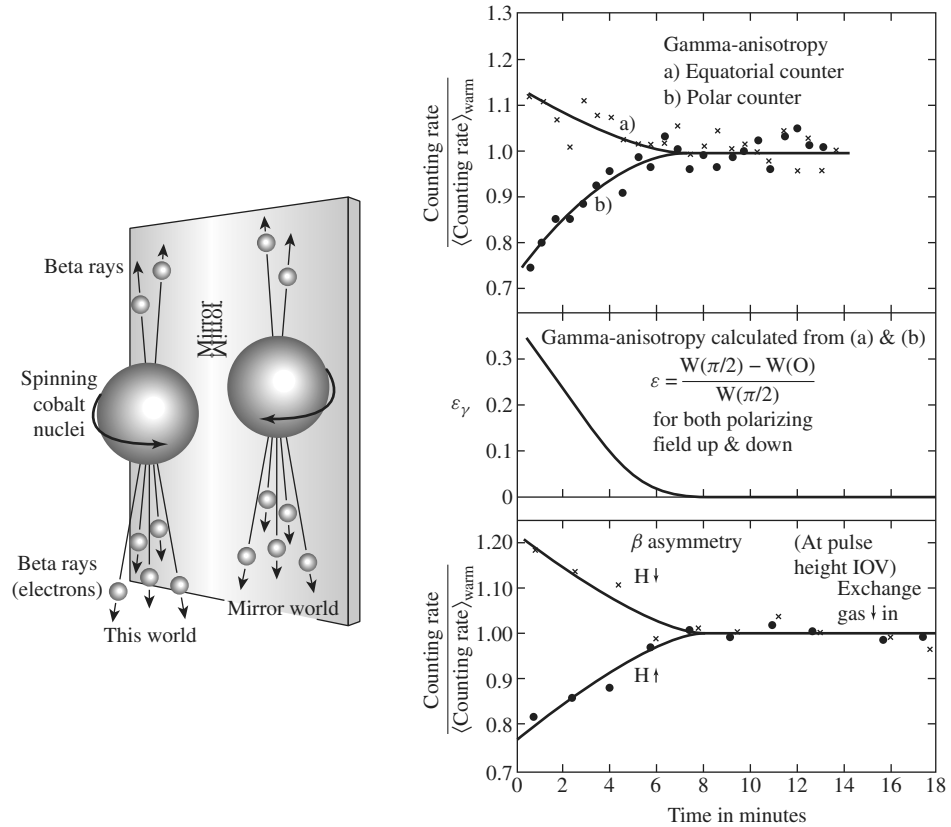 Beta rays
Mirror
Mirror
Spinning
cobalt
nuclei
Beta rays
(electrons)
This world
Mirror world
Counting rate
⟨Counting rate⟩warm
1.3
1.2
1.1
1.0
0.9
0.8
0.7
Gamma-anisotropy
a) Equatorial counter
b) Polar counter
a)
b)
εγ
0.3
0.2
0.1
0
Gamma-anisotropy calculated from (a) & (b)
ε = W(π/2) − W(O)
W(π/2)
for both polarizing
field up & down
Counting rate
⟨Counting rate⟩warm
1.20
1.10
1.00
0.9
0.8
0.7
β asymmetry
(At pulse
height IOV)
Exchange
gas ↓ in
H ↓
H ↑
0 2 4 6 8 10 12 14 16 18
Time in minutes